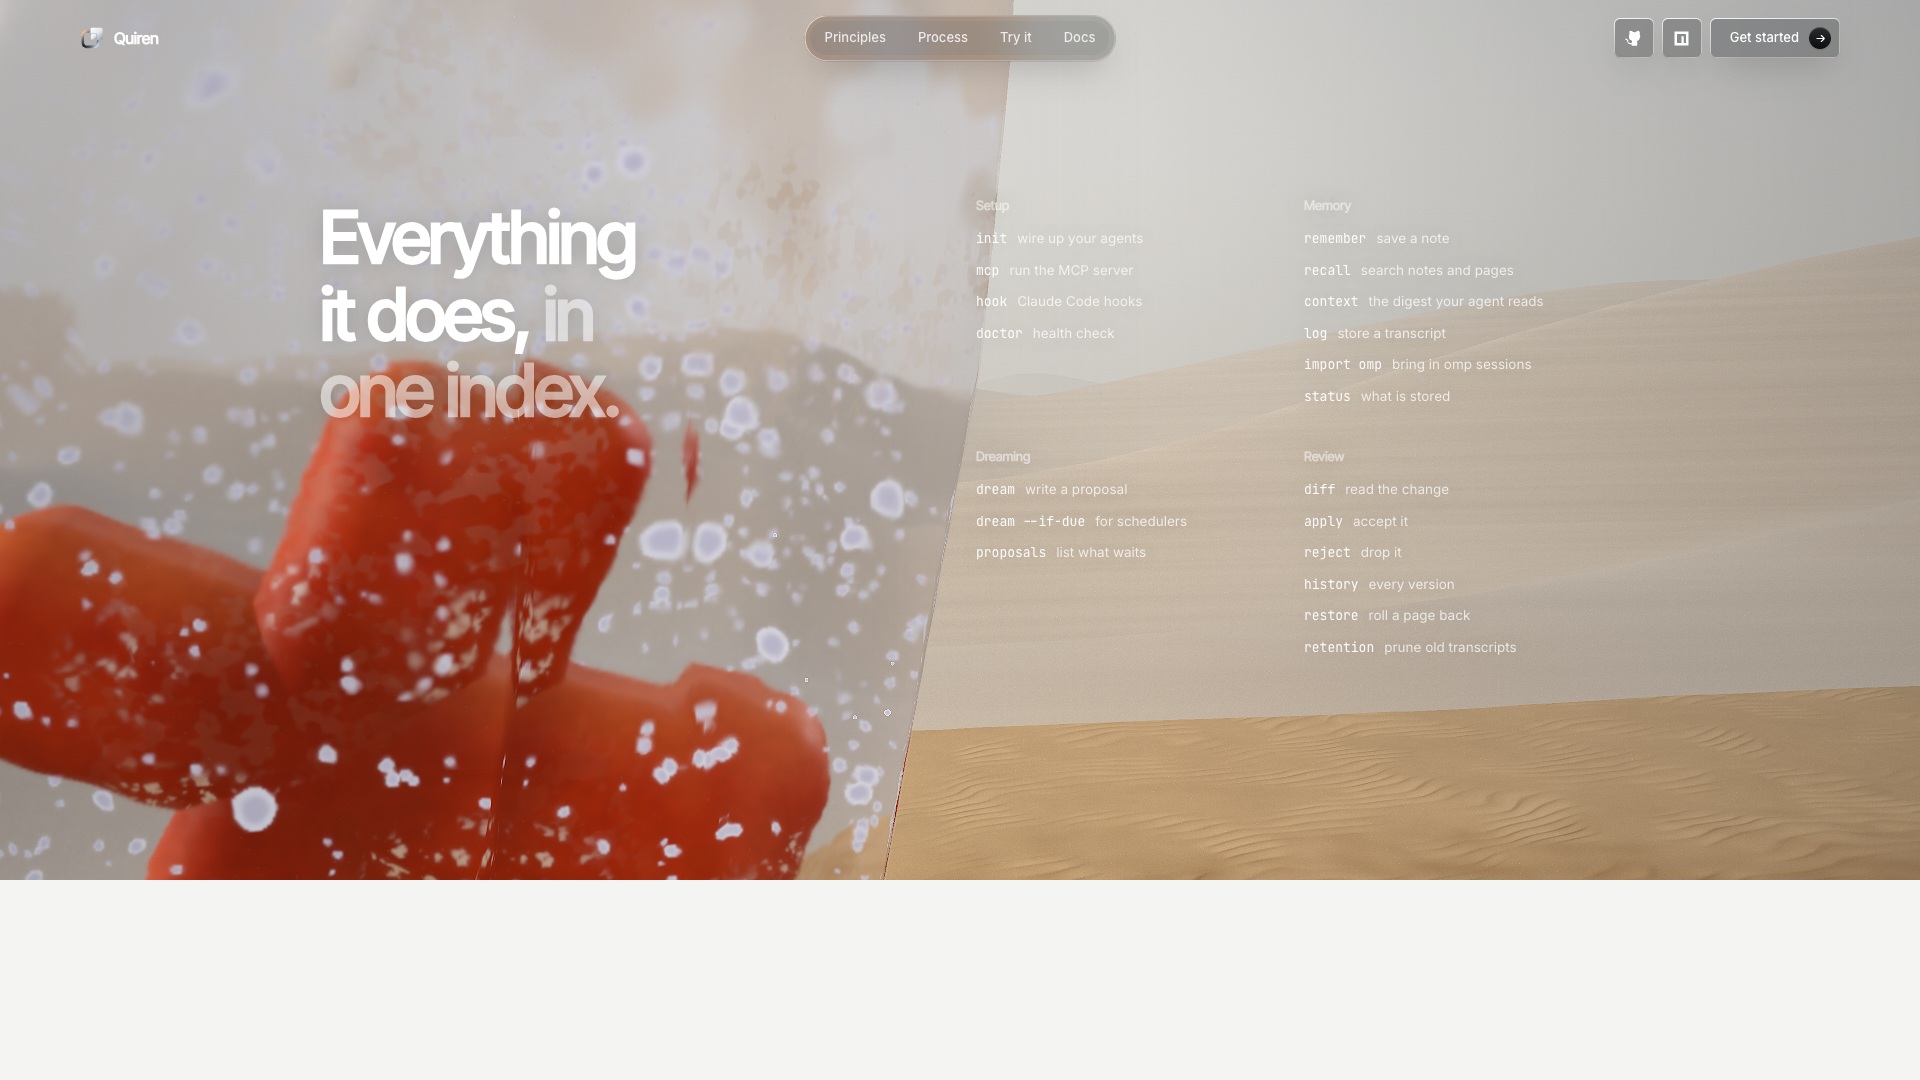 Quiren
Principles
Process
Try it
Docs
Get started
Everything
it does, in
one index.
Setup
init wire up your agents
mcp run the MCP server
hook Claude Code hooks
doctor health check
Memory
remember save a note
recall search notes and pages
context the digest your agent reads
log store a transcript
import omp bring in omp sessions
status what is stored
Dreaming
dream write a proposal
dream --if-due for schedulers
proposals list what waits
Review
diff read the change
apply accept it
reject drop it
history every version
restore roll a page back
retention prune old transcripts